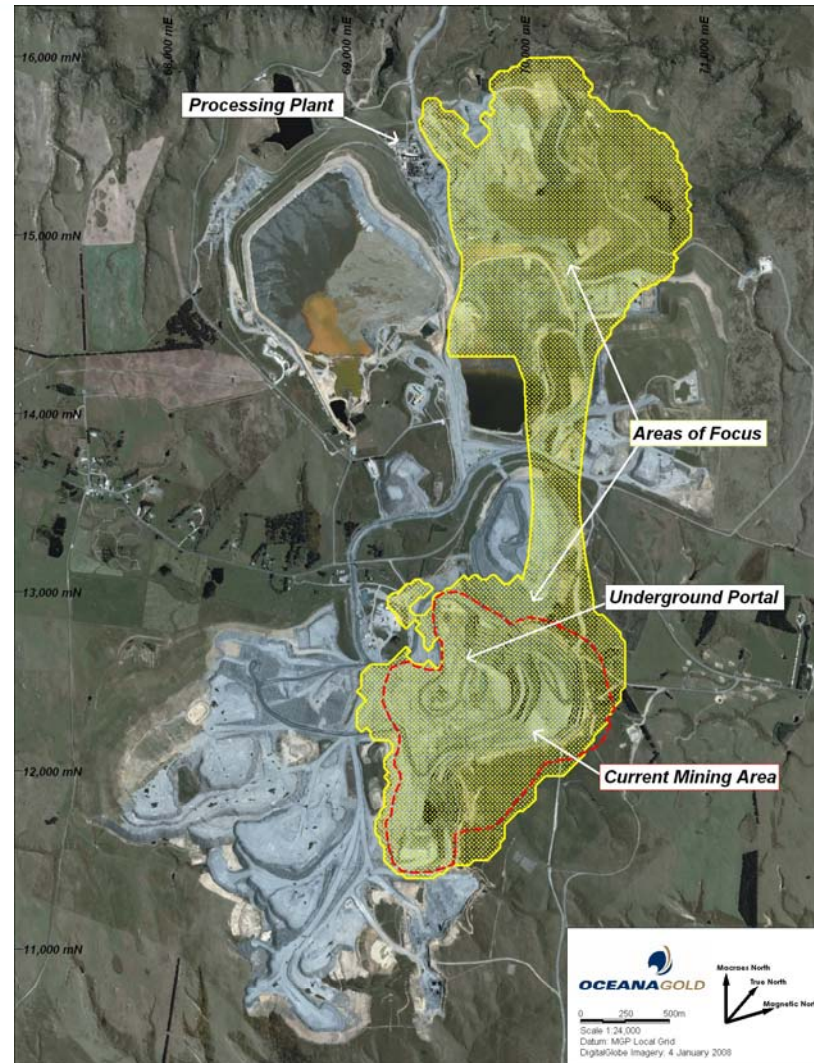 16,000 mN
68,000 mE
69,000 mE
70,000 mE
71,000 mE
Processing Plant
15,000 mN
14,000 mN
Areas of Focus
13,000 mN
Underground Portal
12,000 mN
Current Mining Area
11,000 mN
OCEANAGOLD
Macraes North
True North
Magnetic North
0 250 500m
Scale 1:24,000
Datum: MGP Local Grid
DigitalGlobe Imagery: 4 January 2008